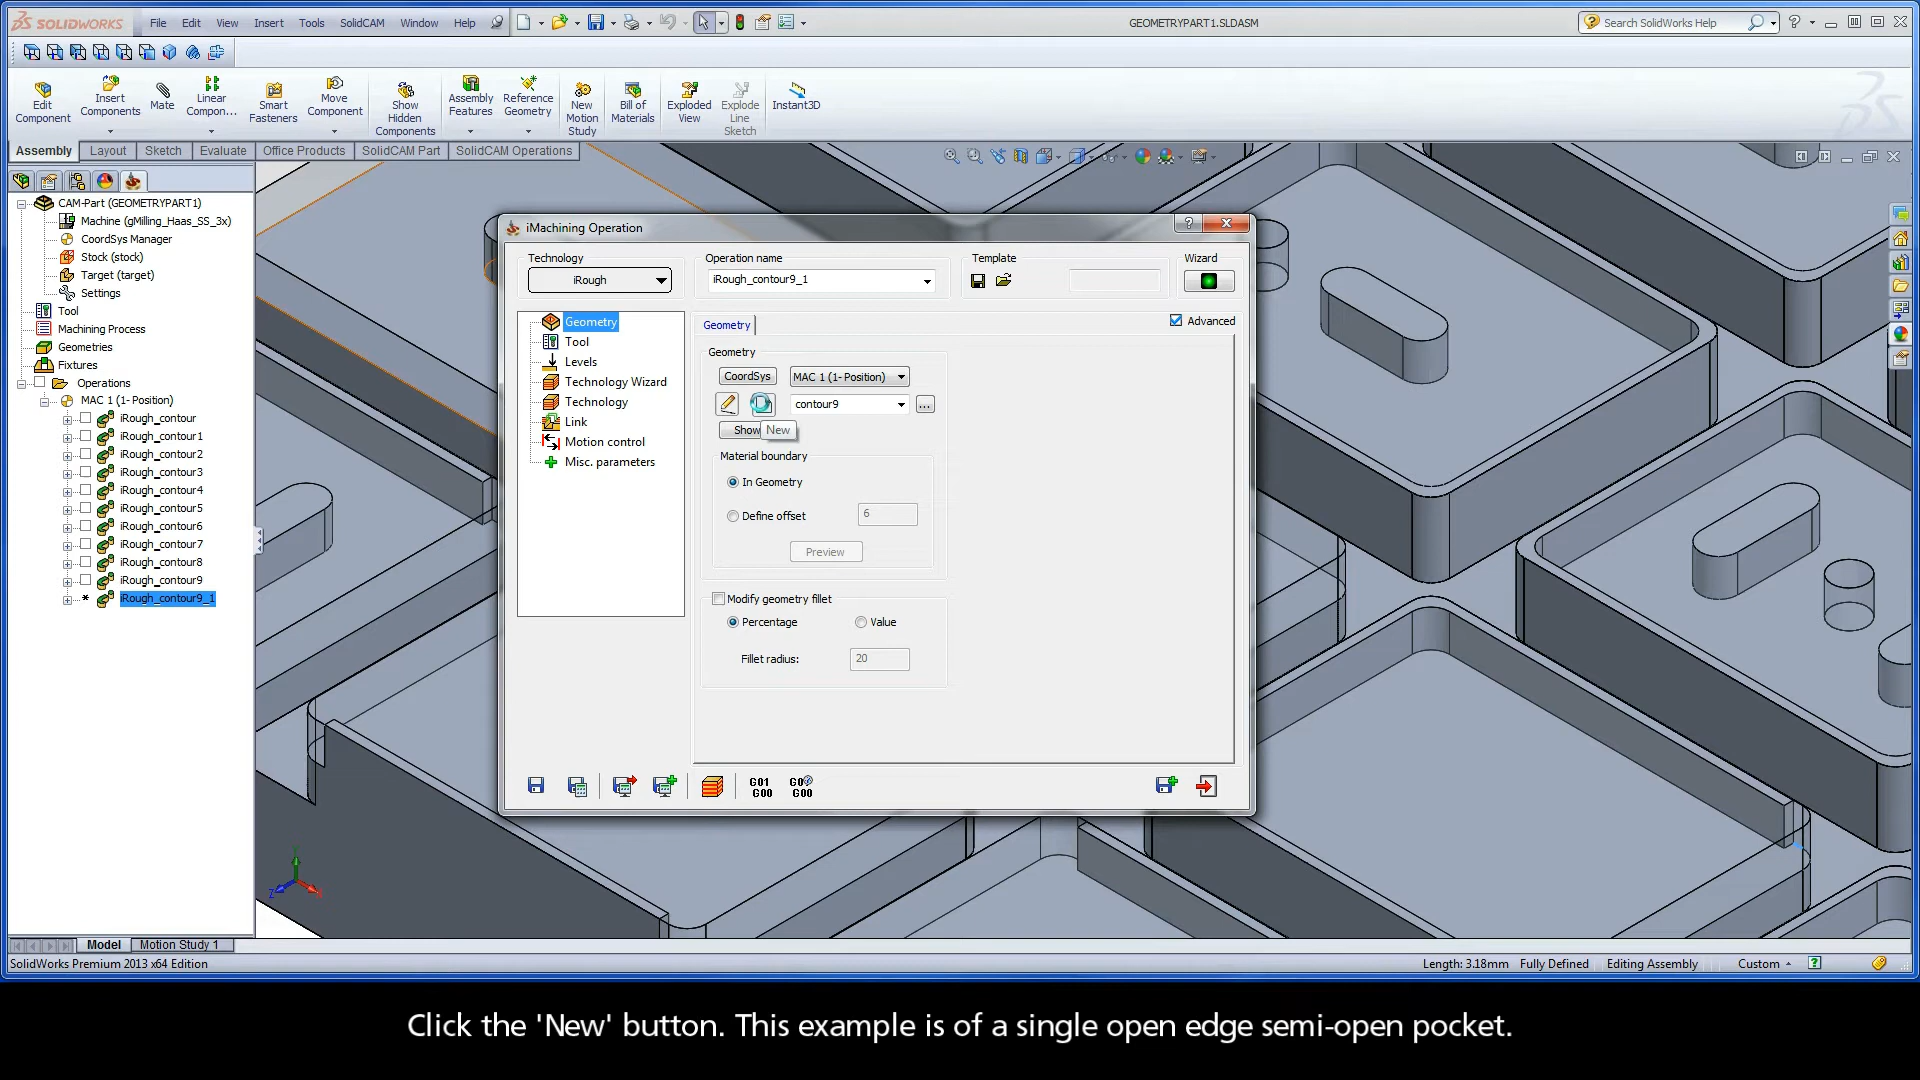 SOLIDWORKS File Edit View Insert Tools SolidCAM Window Help GEOMETRYPART1.SLDASM Search SolidWorks Help
Edit Component
Insert Components
Mate
Linear Compon...
Smart Fasteners
Move Component
Show Hidden Components
Assembly Features
Reference Geometry
New Motion Study
Bill of Materials
Exploded View
Explode Line Sketch
Instant3D
Assembly Layout Sketch Evaluate Office Products SolidCAM Part SolidCAM Operations
CAM-Part (GEOMETRYPART1)
Machine (gMilling_Haas_SS_3x)
CoordSys Manager
Stock (stock)
Target (target)
Settings
Tool
Machining Process
Geometries
Fixtures
Operations
MAC 1 (1- Position)
iRough_contour
iRough_contour1
iRough_contour2
iRough_contour3
iRough_contour4
iRough_contour5
iRough_contour6
iRough_contour7
iRough_contour8
iRough_contour9
* iRough_contour9_1
iMachining Operation
Technology
iRough
Operation name
iRough_contour9_1
Template
Wizard
Geometry
Tool
Levels
Technology Wizard
Technology
Link
Motion control
Misc. parameters
Geometry
Advanced
Geometry
CoordSys MAC 1 (1- Position)
contour9 ...
Show New
Material boundary
In Geometry
Define offset 6
Preview
Modify geometry fillet
Percentage Value
Fillet radius: 20
G01 G00
G00
Model Motion Study 1
SolidWorks Premium 2013 x64 Edition Length: 3.18mm Fully Defined Editing Assembly Custom
Click the 'New' button. This example is of a single open edge semi-open pocket.